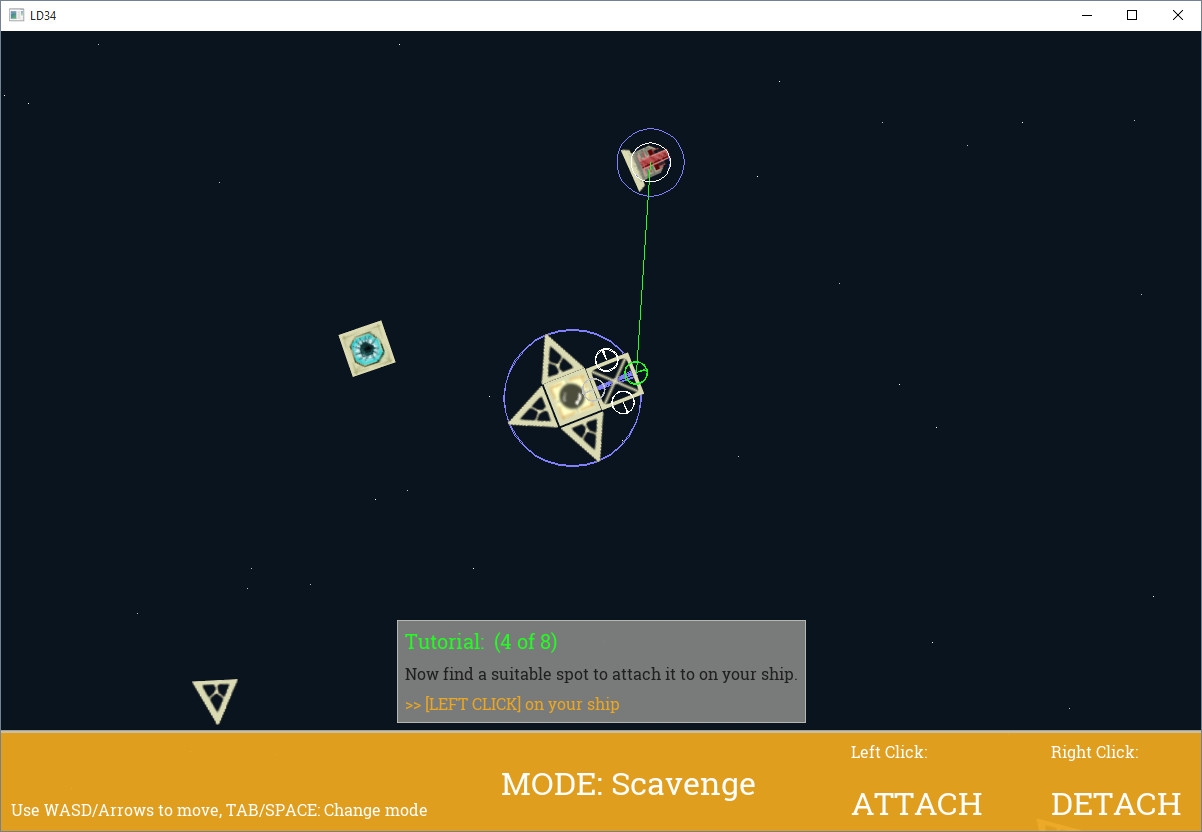 LD34
Tutorial: (4 of 8)
Now find a suitable spot to attach it to on your ship.
>> [LEFT CLICK] on your ship
Left Click:
Right Click:
MODE: Scavenge
ATTACH
DETACH
Use WASD/Arrows to move, TAB/SPACE: Change mode